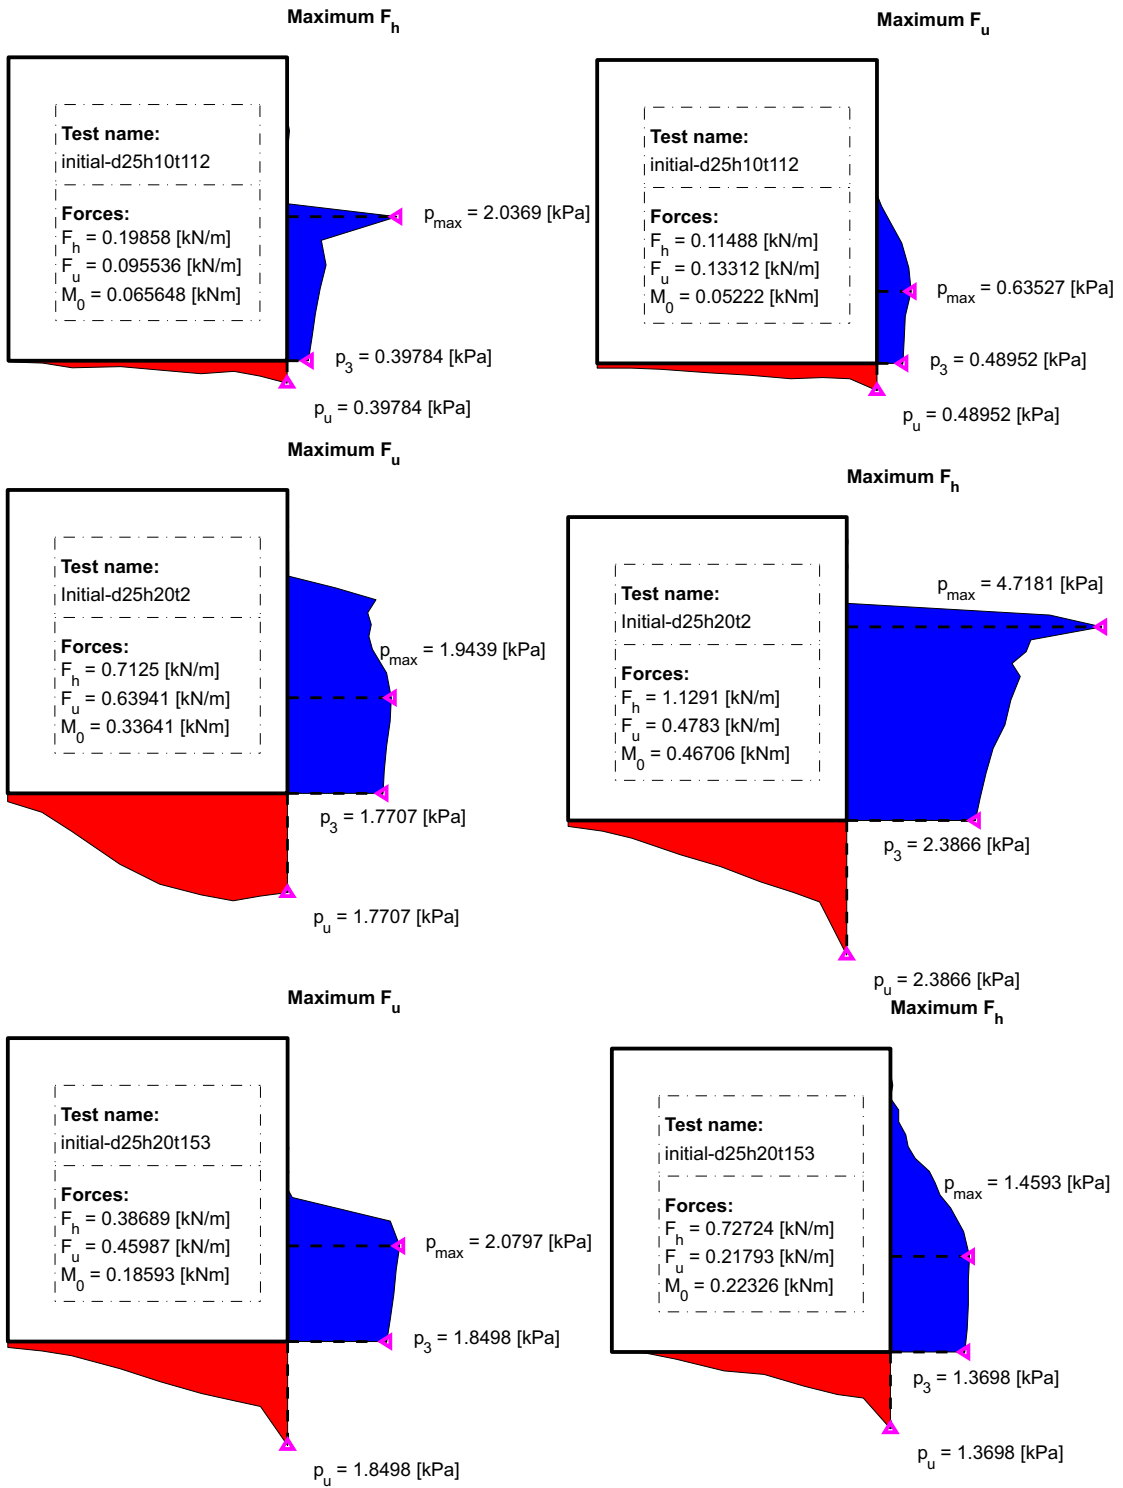 Maximum F_h
Test name:
initial-d25h10t112
Forces:
F_h = 0.19858 [kN/m]
F_u = 0.095536 [kN/m]
M_0 = 0.065648 [kNm]
p_max = 2.0369 [kPa]
p_3 = 0.39784 [kPa]
p_u = 0.39784 [kPa]
Maximum F_u
Test name:
initial-d25h10t112
Forces:
F_h = 0.11488 [kN/m]
F_u = 0.13312 [kN/m]
M_0 = 0.05222 [kNm]
p_max = 0.63527 [kPa]
p_3 = 0.48952 [kPa]
p_u = 0.48952 [kPa]
Maximum F_u
Test name:
Initial-d25h20t2
Forces:
F_h = 0.7125 [kN/m]
F_u = 0.63941 [kN/m]
M_0 = 0.33641 [kNm]
p_max = 1.9439 [kPa]
p_3 = 1.7707 [kPa]
p_u = 1.7707 [kPa]
Maximum F_h
Test name:
Initial-d25h20t2
Forces:
F_h = 1.1291 [kN/m]
F_u = 0.4783 [kN/m]
M_0 = 0.46706 [kNm]
p_max = 4.7181 [kPa]
p_3 = 2.3866 [kPa]
p_u = 2.3866 [kPa]
Maximum F_u
Test name:
initial-d25h20t153
Forces:
F_h = 0.38689 [kN/m]
F_u = 0.45987 [kN/m]
M_0 = 0.18593 [kNm]
p_max = 2.0797 [kPa]
p_3 = 1.8498 [kPa]
p_u = 1.8498 [kPa]
Maximum F_h
Test name:
initial-d25h20t153
Forces:
F_h = 0.72724 [kN/m]
F_u = 0.21793 [kN/m]
M_0 = 0.22326 [kNm]
p_max = 1.4593 [kPa]
p_3 = 1.3698 [kPa]
p_u = 1.3698 [kPa]